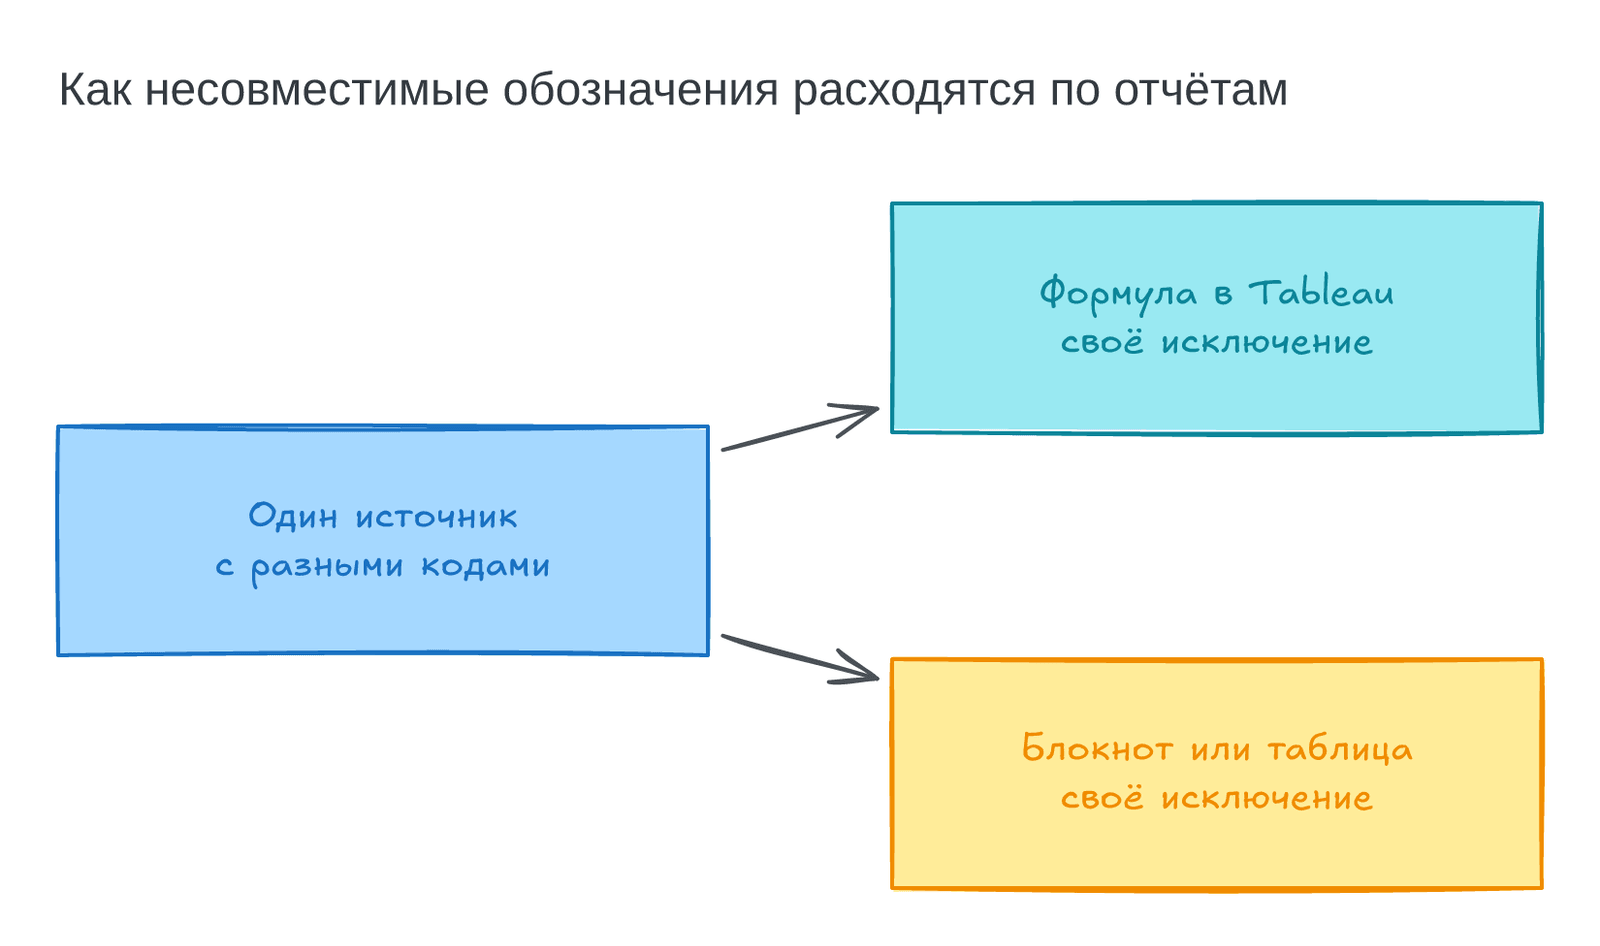 Как несовместимые обозначения расходятся по отчётам
Формула в Tableau
своё исключение
Один источник
с разными кодами
Блокнот или таблица
своё исключение